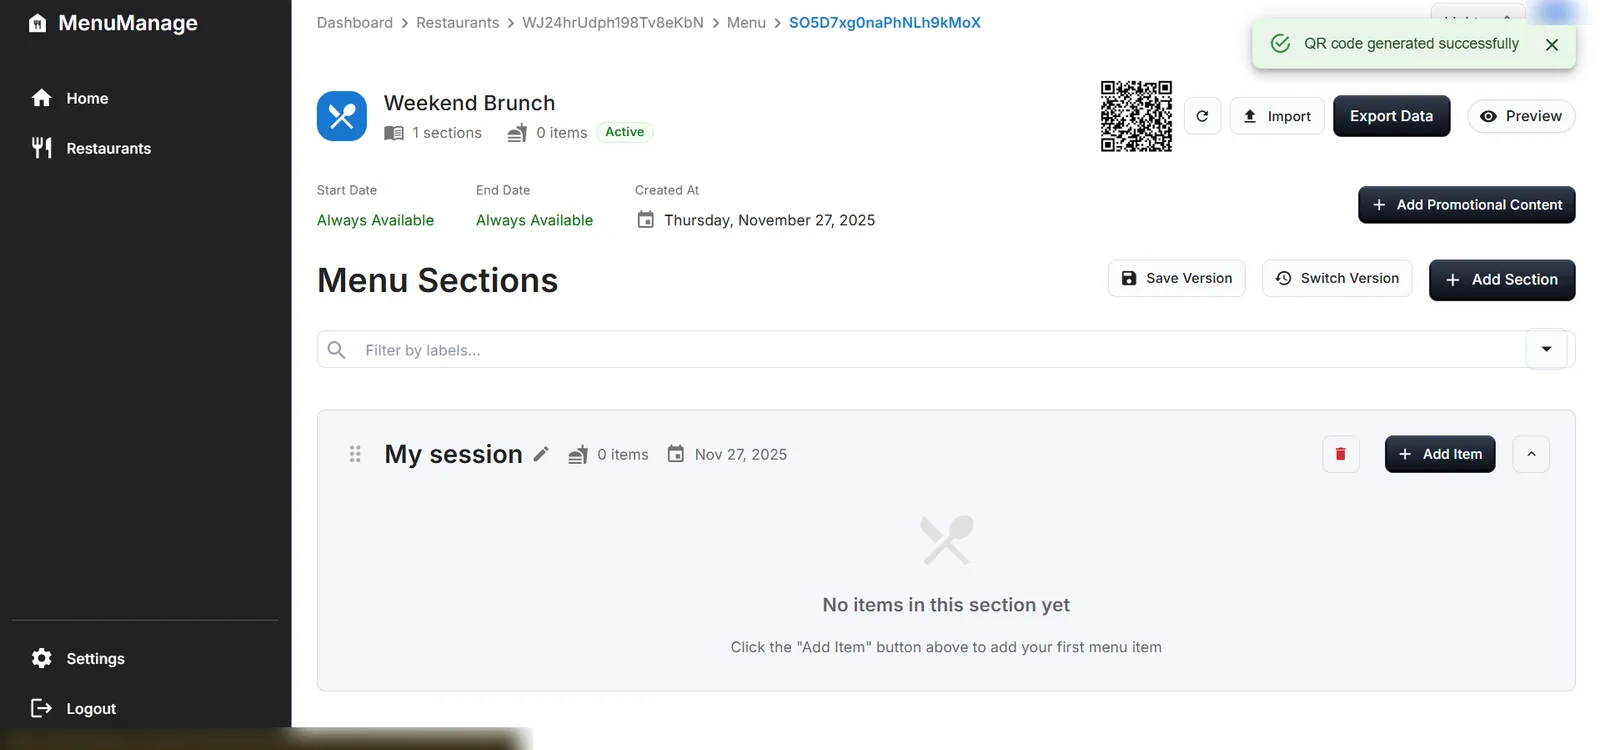 MenuManage
Home
Restaurants
Settings
Logout
Dashboard > Restaurants > WJ24hrUdph198Tv8eKbN > Menu > SO5D7xg0naPhNLh9kMoX
QR code generated successfully
Weekend Brunch
1 sections 0 items Active
Import
Export Data
Preview
Start Date End Date Created At
Always Available Always Available Thursday, November 27, 2025
+ Add Promotional Content
Menu Sections
Save Version Switch Version + Add Section
Filter by labels...
My session 0 items Nov 27, 2025 + Add Item
No items in this section yet
Click the "Add Item" button above to add your first menu item